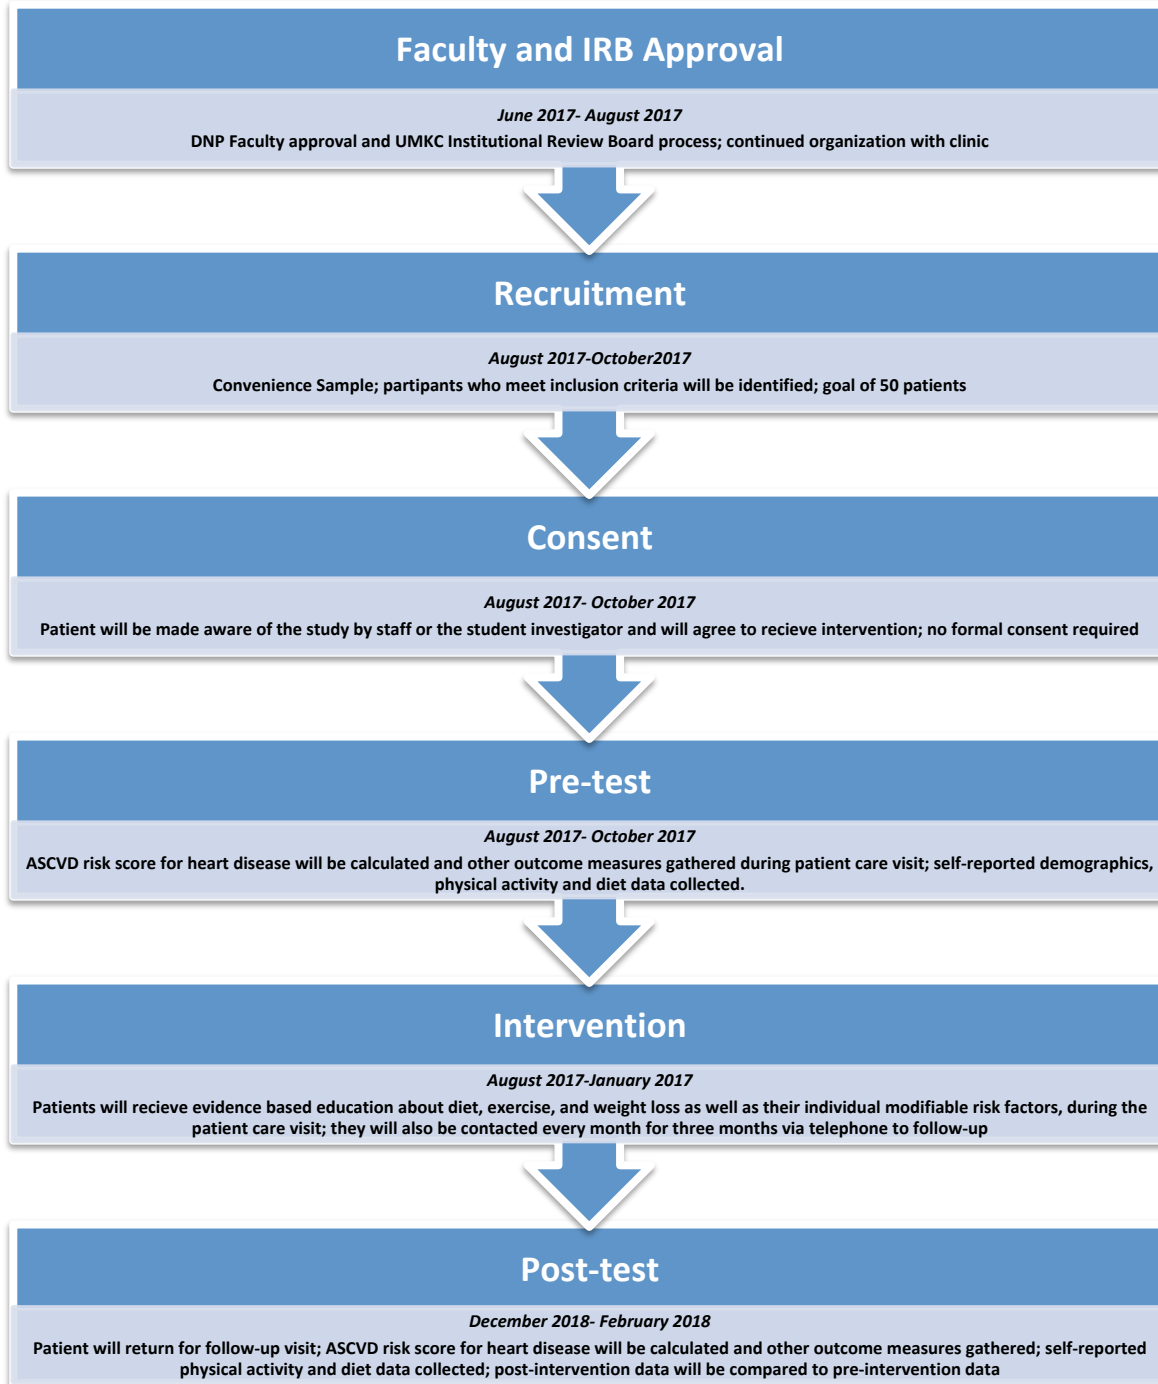 Faculty and IRB Approval
June 2017- August 2017
DNP Faculty approval and UMKC Institutional Review Board process; continued organization with clinic
Recruitment
August 2017-October2017
Convenience Sample; partipants who meet inclusion criteria will be identified; goal of 50 patients
Consent
August 2017- October 2017
Patient will be made aware of the study by staff or the student investigator and will agree to recieve intervention; no formal consent required
Pre-test
August 2017- October 2017
ASCVD risk score for heart disease will be calculated and other outcome measures gathered during patient care visit; self-reported demographics,
physical activity and diet data collected.
Intervention
August 2017-January 2017
Patients will recieve evidence based education about diet, exercise, and weight loss as well as their individual modifiable risk factors, during the
patient care visit; they will also be contacted every month for three months via telephone to follow-up
Post-test
December 2018- February 2018
Patient will return for follow-up visit; ASCVD risk score for heart disease will be calculated and other outcome measures gathered; self-reported
physical activity and diet data collected; post-intervention data will be compared to pre-intervention data